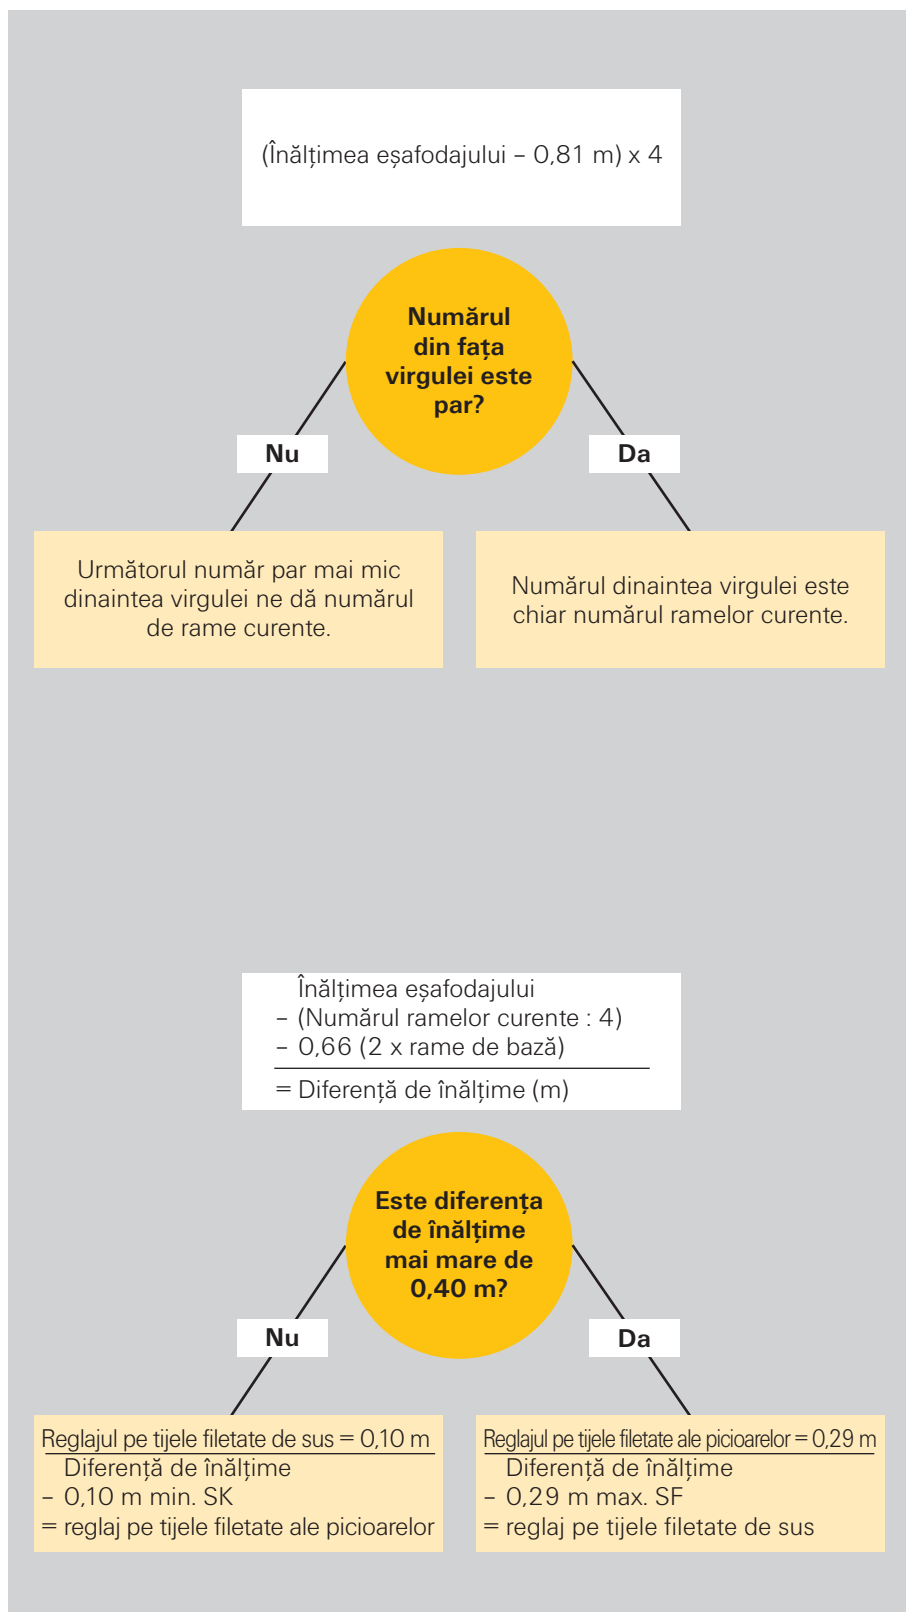 (Înălțimea eșafodajului – 0,81 m) x 4
Numărul
din fața
virgulei este
par?
Nu
Da
Următorul număr par mai mic
dinaintea virgulei ne dă numărul
de rame curente.
Numărul dinaintea virgulei este
chiar numărul ramelor curente.
Înălțimea eșafodajului
– (Numărul ramelor curente : 4)
– 0,66 (2 x rame de bază)
= Diferență de înălțime (m)
Este diferența
de înălțime
mai mare de
0,40 m?
Nu
Da
Reglajul pe tijele filetate de sus = 0,10 m
Diferență de înălțime
– 0,10 m min. SK
= reglaj pe tijele filetate ale picioarelor
Reglajul pe tijele filetate ale picioarelor = 0,29 m
Diferență de înălțime
– 0,29 m max. SF
= reglaj pe tijele filetate de sus